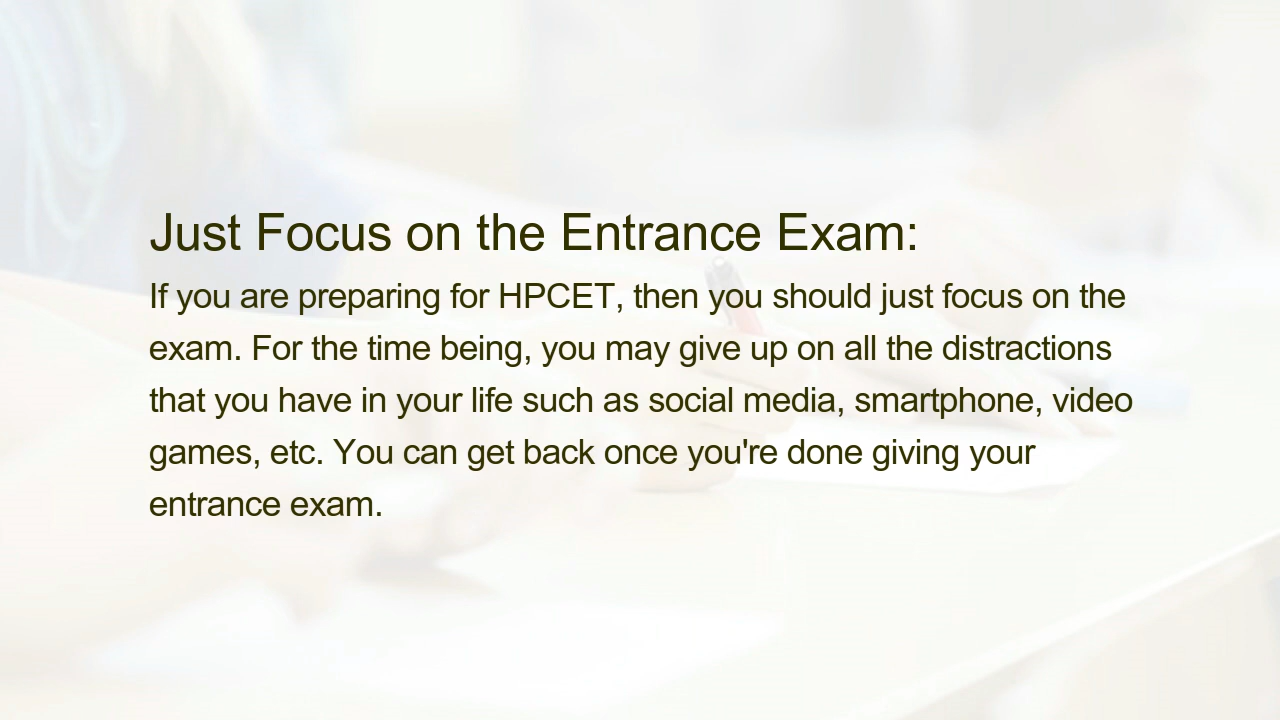 Just Focus on the Entrance Exam:
If you are preparing for HPCET, then you should just focus on the
exam. For the time being, you may give up on all the distractions
that you have in your life such as social media, smartphone, video
games, etc. You can get back once you're done giving your
entrance exam.